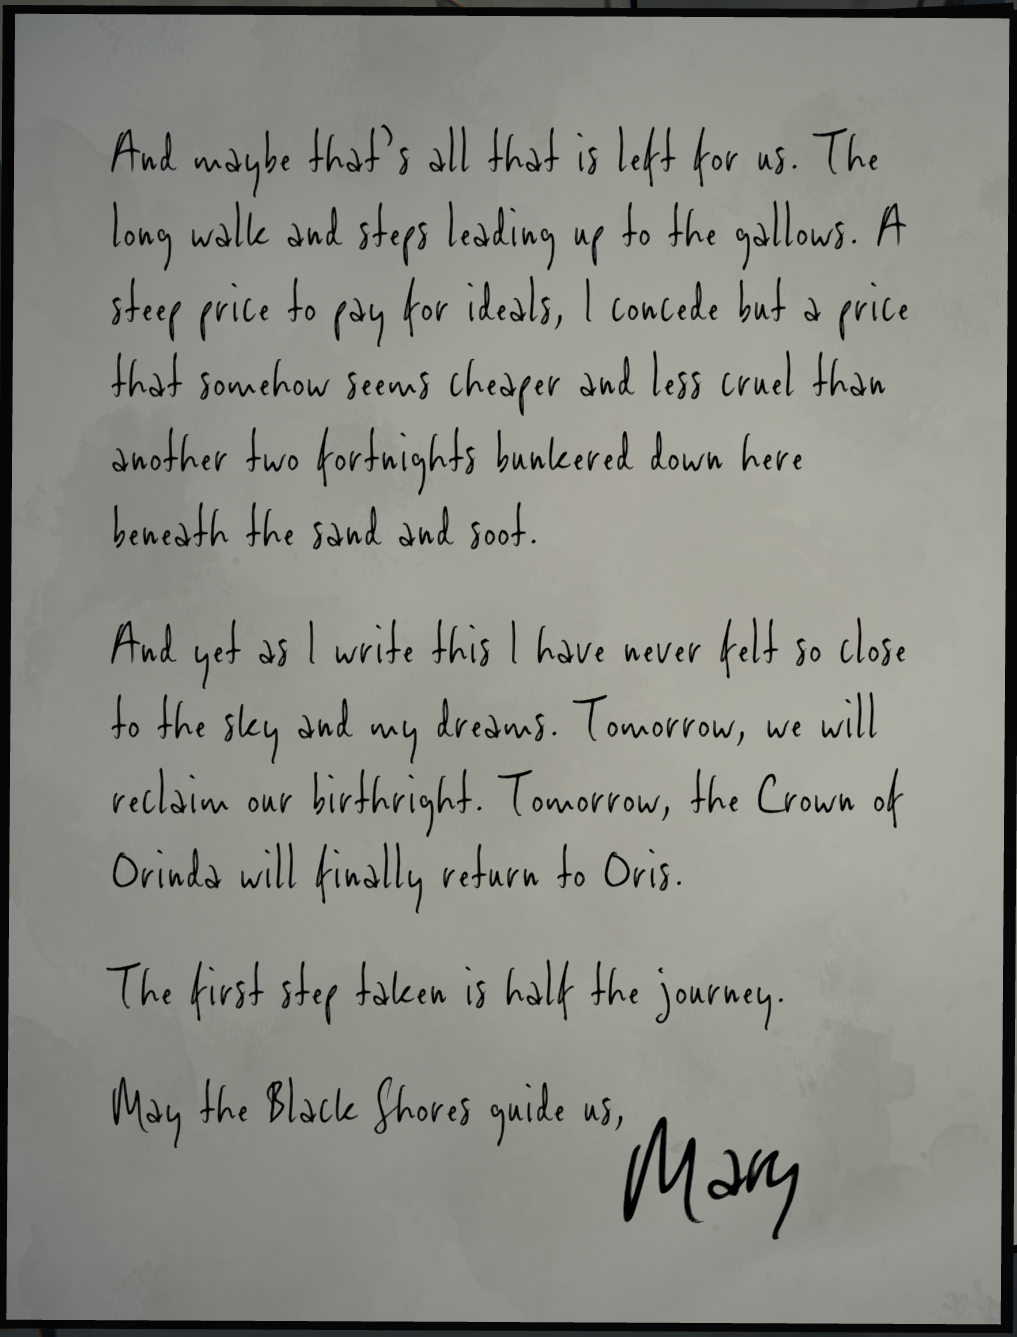 And maybe that's all that is left for us. The
long walk and steps leading up to the gallows. A
steep price to pay for ideals, I concede but a price
that somehow seems cheaper and less cruel than
another two fortnights bunkered down here
beneath the sand and soot.
And yet as I write this I have never felt so close
to the sky and my dreams. Tomorrow, we will
reclaim our birthright. Tomorrow, the Crown of
Orinda will finally return to Oris.
The first step taken is half the journey.
May the Black Shores guide us,
Mary